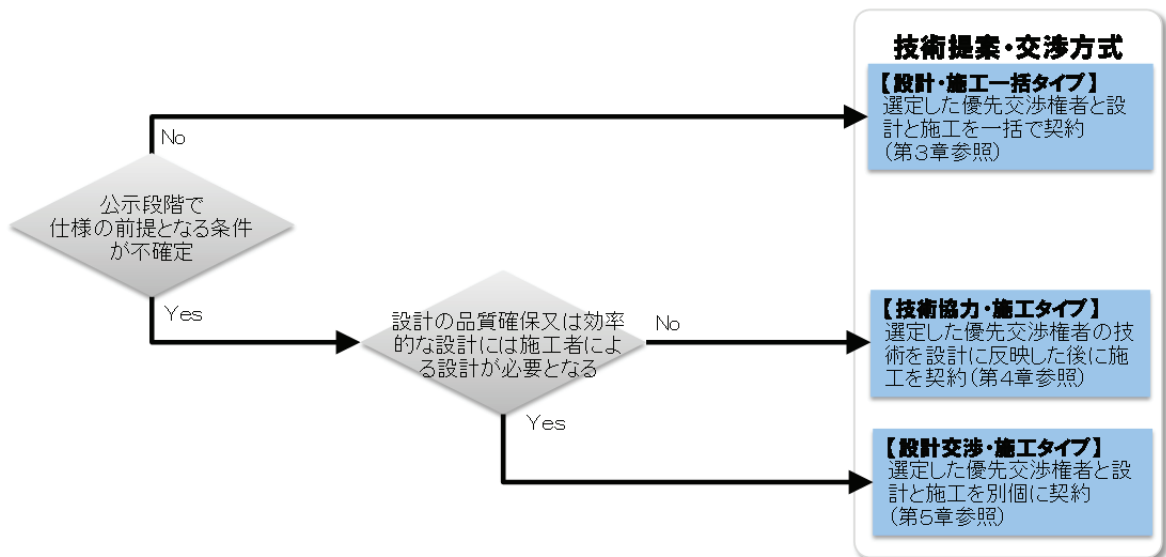 技術提案・交渉方式
【設計・施工一括タイプ】
選定した優先交渉権者と設
計と施工を一括で契約
(第3章参照)
No
公示段階で
仕様の前提となる条件
が不確定
Yes
設計の品質確保又は効率
的な設計には施工者によ
る設計が必要となる
No
【技術協力・施工タイプ】
選定した優先交渉権者の技
術を設計に反映した後に施
工を契約(第4章参照)
Yes
【設計交渉・施工タイプ】
選定した優先交渉権者と設
計と施工を別個に契約
(第5章参照)